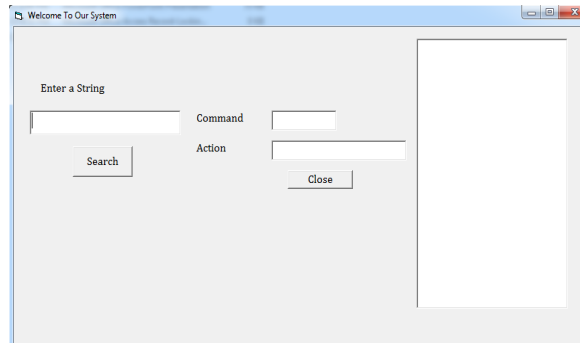 Welcome To Our System
Enter a String
Command
Action
Search
Close